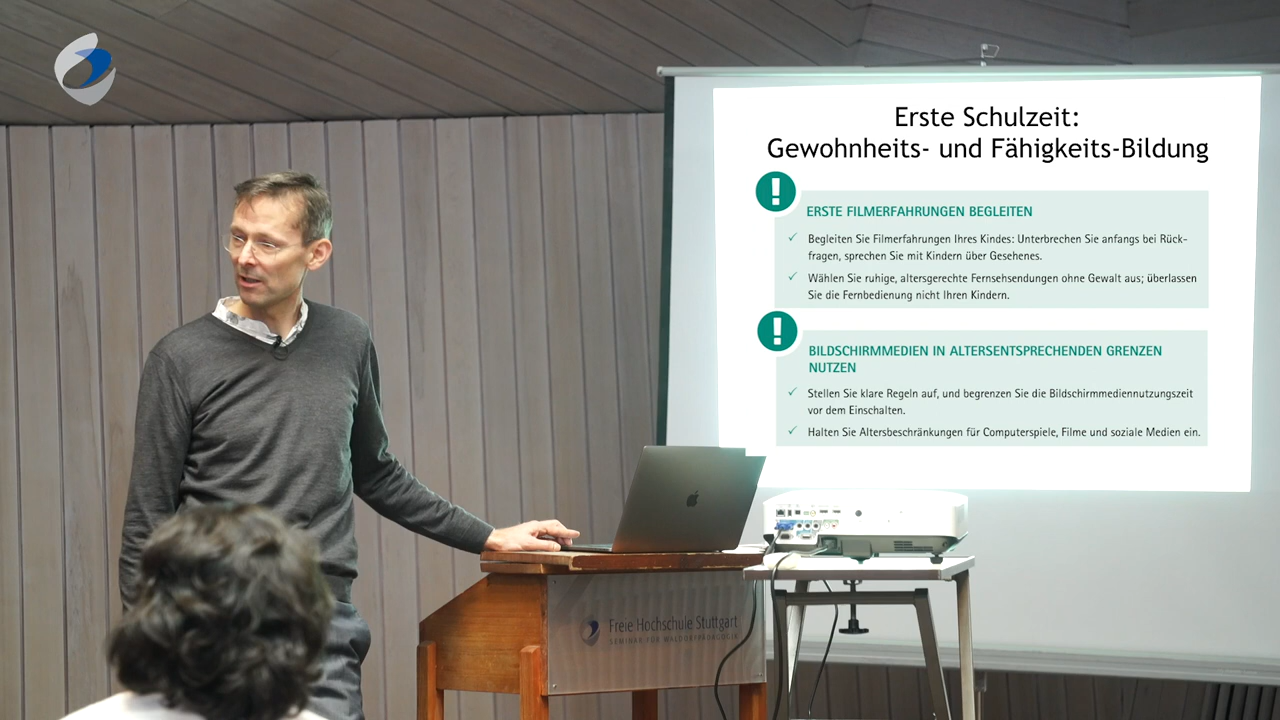 Erste Schulzeit:
Gewohnheits- und Fähigkeits-Bildung
!
ERSTE FILMERFAHRUNGEN BEGLEITEN
✓ Begleiten Sie Filmerfahrungen Ihres Kindes: Unterbrechen Sie anfangs bei Rück-
fragen, sprechen Sie mit Kindern über Gesehenes.
✓ Wählen Sie ruhige, altersgerechte Fernsehsendungen ohne Gewalt aus; überlassen
Sie die Fernbedienung nicht Ihren Kindern.
!
BILDSCHIRMMEDIEN IN ALTERSENTSPRECHENDEN GRENZEN
NUTZEN
✓ Stellen Sie klare Regeln auf, und begrenzen Sie die Bildschirmmediennutzungszeit
vor dem Einschalten.
✓ Halten Sie Altersbeschränkungen für Computerspiele, Filme und soziale Medien ein.
Freie Hochschule Stuttgart
SEMINAR FÜR WALDORFPÄDAGOGIK